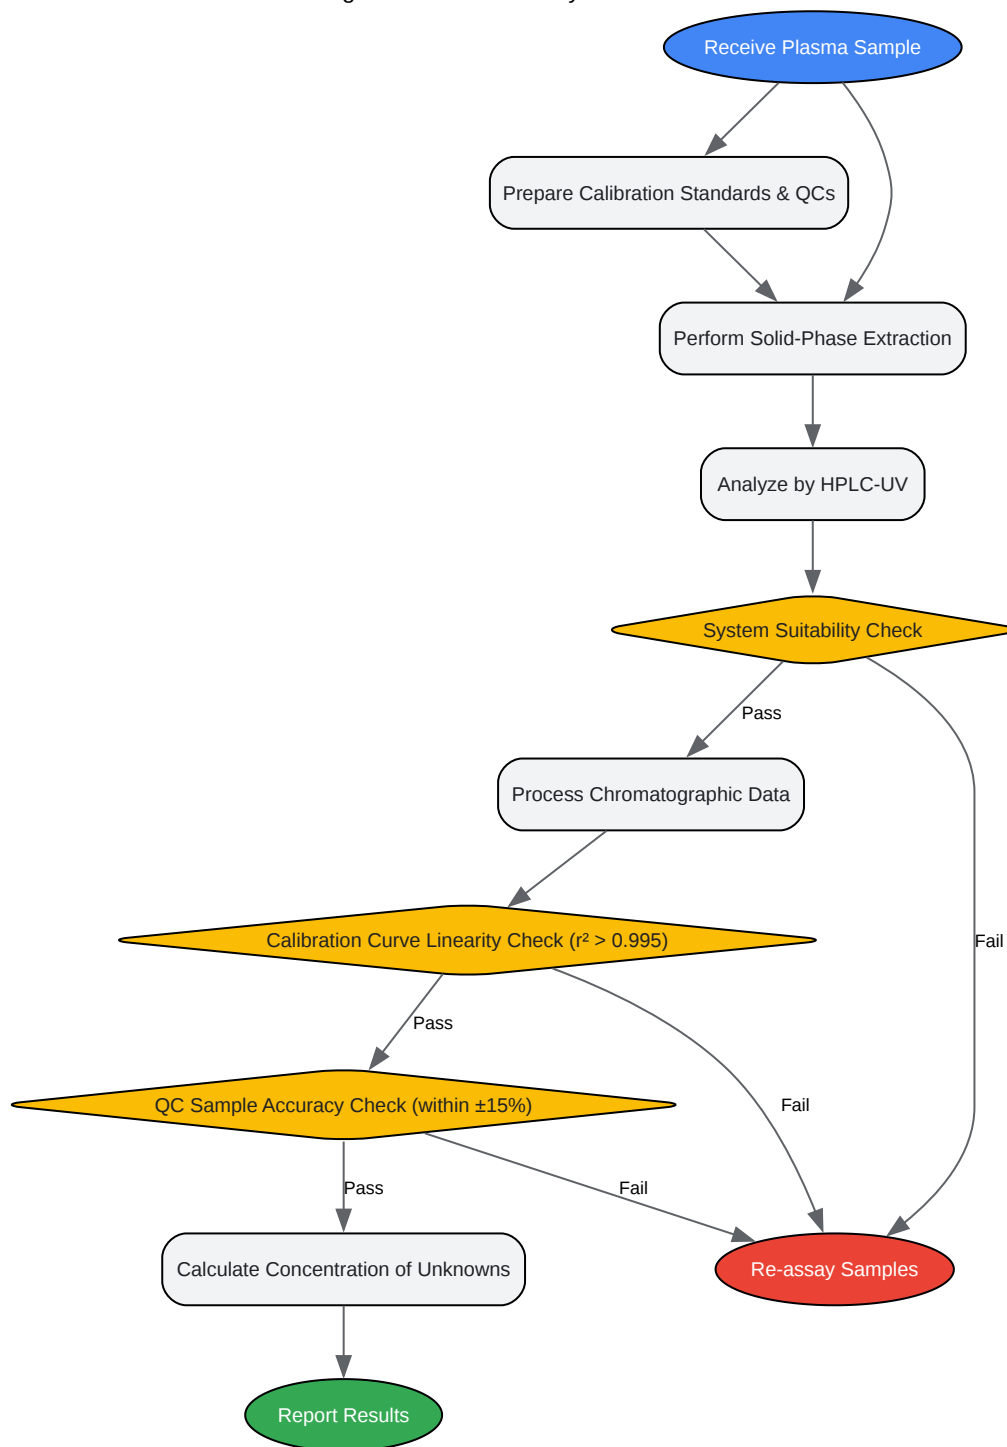 Receive Plasma Sample
Prepare Calibration Standards & QCs
Perform Solid-Phase Extraction
Analyze by HPLC-UV
System Suitability Check
Pass
Process Chromatographic Data
Calibration Curve Linearity Check (r² > 0.995)
Fail
Pass
QC Sample Accuracy Check (within ±15%)
Fail
Pass
Fail
Calculate Concentration of Unknowns
Re-assay Samples
Report Results